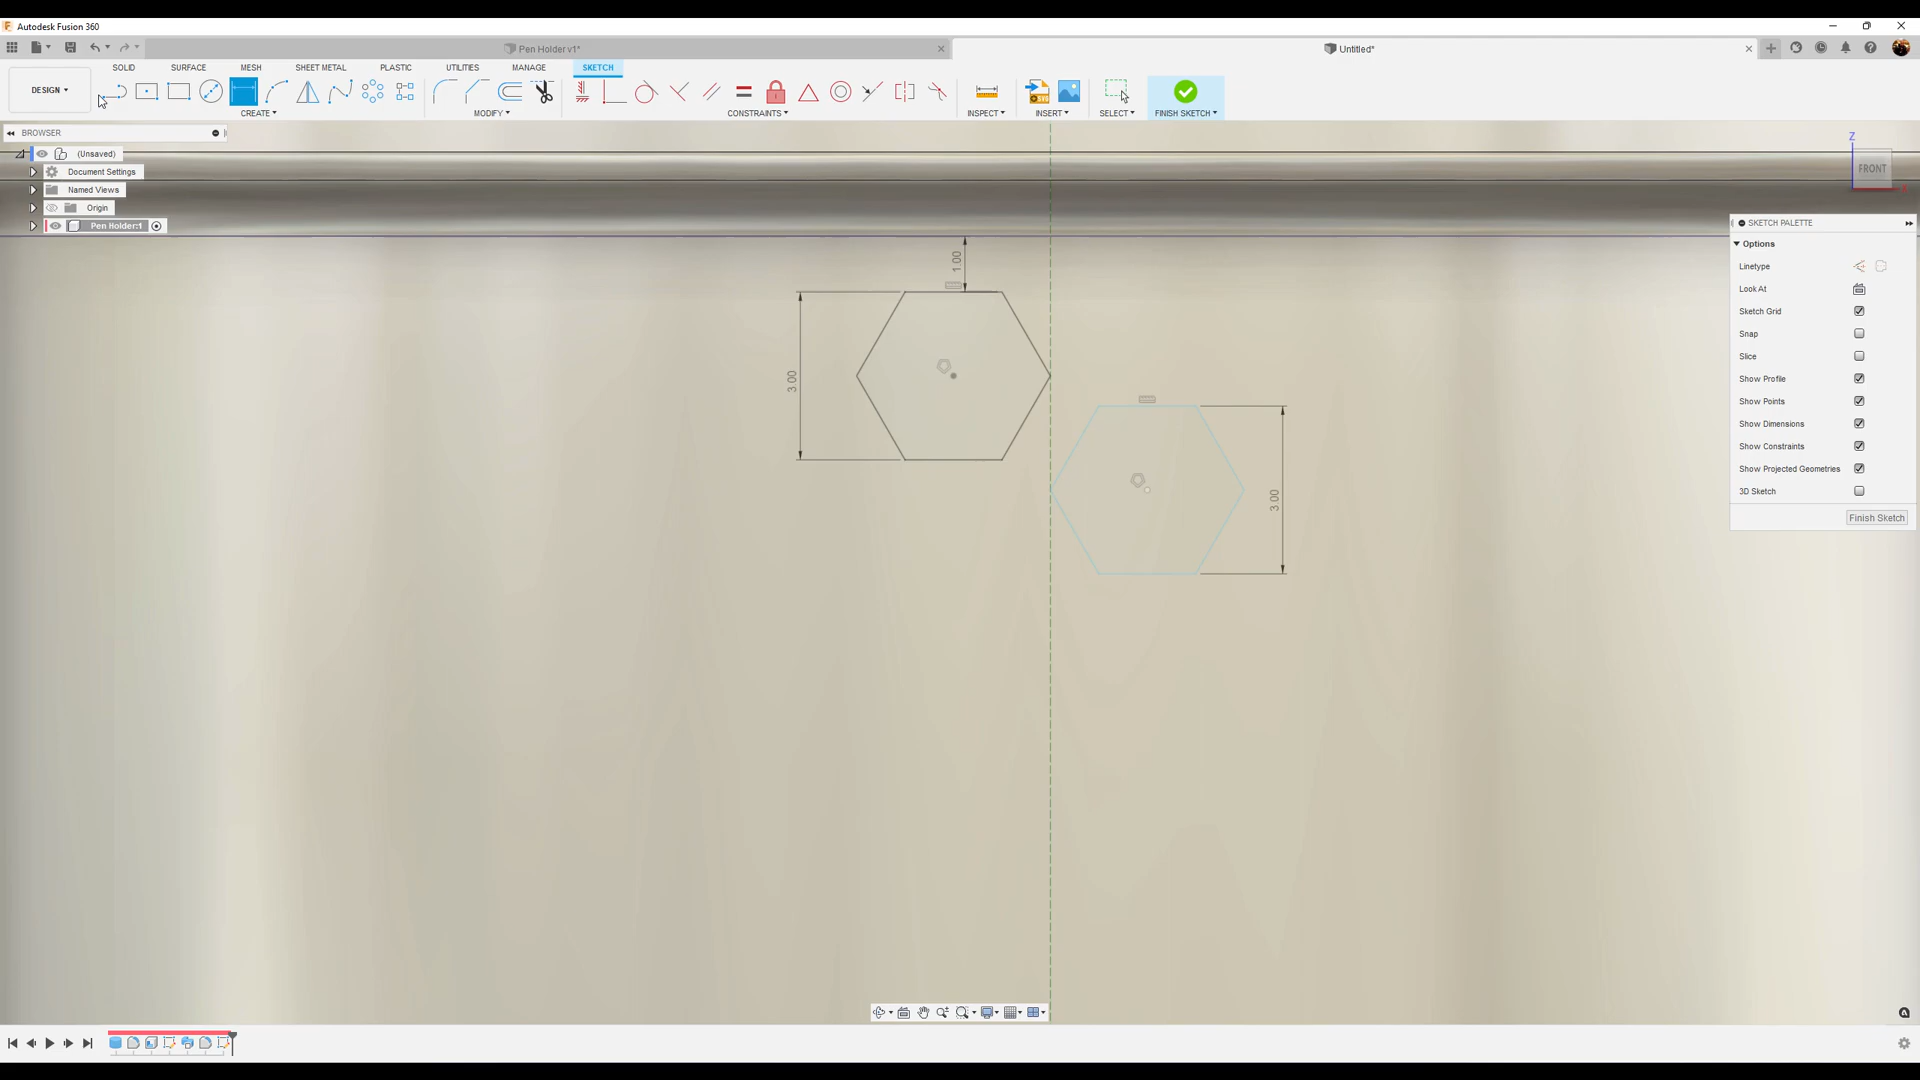 Autodesk Fusion 360
Pen Holder v1*
Untitled*
SOLID SURFACE MESH SHEET METAL PLASTIC UTILITIES MANAGE SKETCH
DESIGN
CREATE MODIFY CONSTRAINTS INSPECT INSERT SELECT FINISH SKETCH
BROWSER
(Unsaved)
Document Settings
Named Views
Origin
Pen Holder:1
Z
FRONT
X
SKETCH PALETTE
Options
Linetype
Look At
Sketch Grid
Snap
Slice
Show Profile
Show Points
Show Dimensions
Show Constraints
Show Projected Geometries
3D Sketch
Finish Sketch
1.00
3.00
3.00